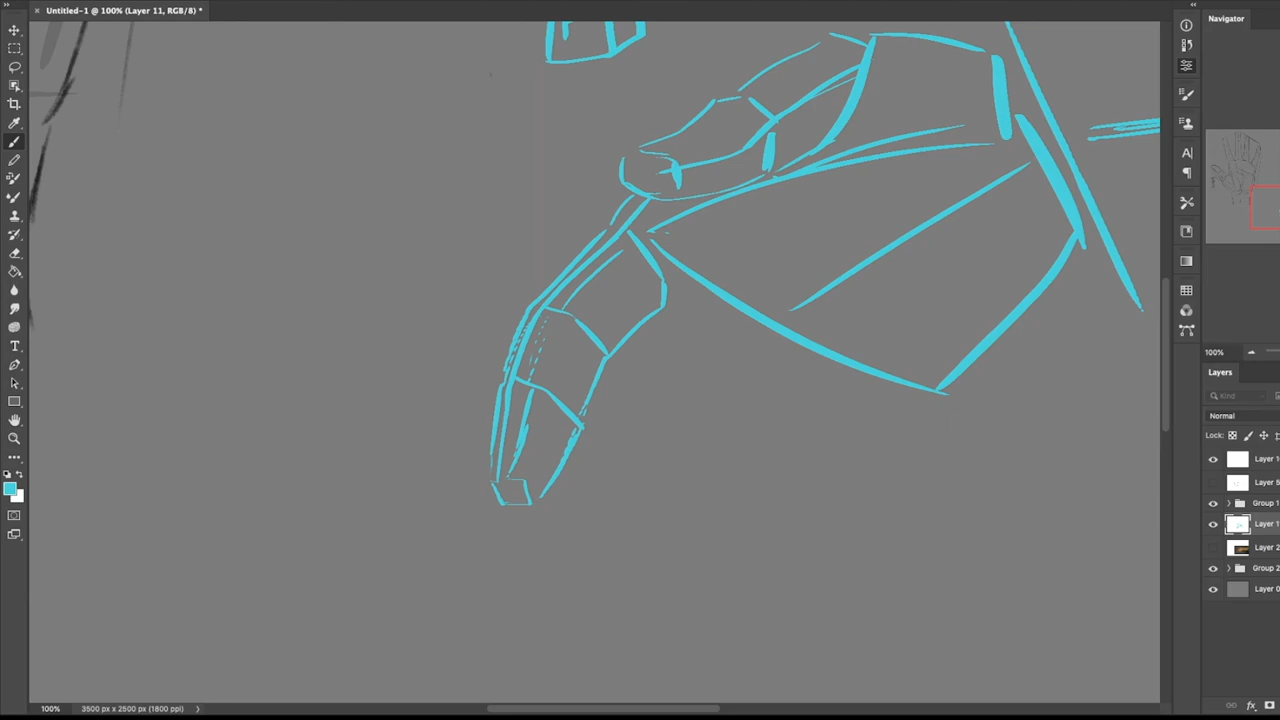 Untitled-1 @ 100% (Layer 11, RGB/8) *
Navigator
100%
Layers
Kind
Normal
Lock:
Layer 1
Layer 5
Group 1
Layer 1
Layer 2
Group 2
Layer 0
fx
100%
3500 px x 2500 px (1800 ppi)